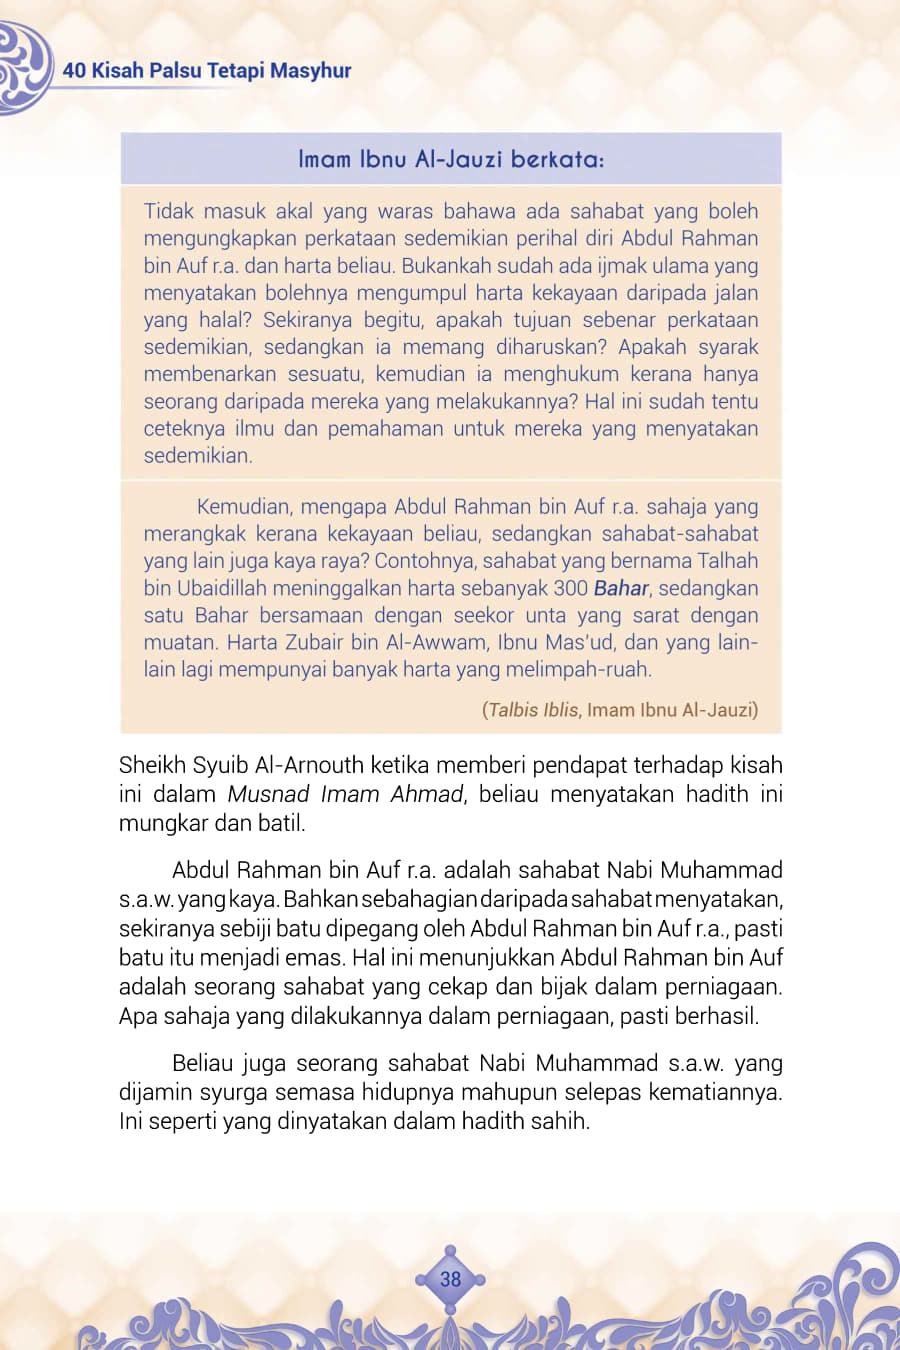 40 Kisah Palsu Tetapi Masyhur
Imam Ibnu Al-Jauzi berkata:
Tidak masuk akal yang waras bahawa ada sahabat yang boleh
mengungkapkan perkataan sedemikian perihal diri Abdul Rahman
bin Auf r.a. dan harta beliau. Bukankah sudah ada ijmak ulama yang
menyatakan bolehnya mengumpul harta kekayaan daripada jalan
yang halal? Sekiranya begitu, apakah tujuan sebenar perkataan
sedemikian, sedangkan ia memang diharuskan? Apakah syarak
membenarkan sesuatu, kemudian ia menghukum kerana hanya
seorang daripada mereka yang melakukannya? Hal ini sudah tentu
ceteknya ilmu dan pemahaman untuk mereka yang menyatakan
sedemikian.
Kemudian, mengapa Abdul Rahman bin Auf r.a. sahaja yang
merangkak kerana kekayaan beliau, sedangkan sahabat-sahabat
yang lain juga kaya raya? Contohnya, sahabat yang bernama Talhah
bin Ubaidillah meninggalkan harta sebanyak 300 Bahar, sedangkan
satu Bahar bersamaan dengan seekor unta yang sarat dengan
muatan. Harta Zubair bin Al-Awwam, Ibnu Mas'ud, dan yang lain-
lain lagi mempunyai banyak harta yang melimpah-ruah.
(Talbis Iblis, Imam Ibnu Al-Jauzi)
Sheikh Syuib Al-Arnouth ketika memberi pendapat terhadap kisah
ini dalam Musnad Imam Ahmad, beliau menyatakan hadith ini
mungkar dan batil.
Abdul Rahman bin Auf r.a. adalah sahabat Nabi Muhammad
s.a.w. yang kaya. Bahkan sebahagian daripada sahabat menyatakan,
sekiranya sebiji batu dipegang oleh Abdul Rahman bin Auf r.a., pasti
batu itu menjadi emas. Hal ini menunjukkan Abdul Rahman bin Auf
adalah seorang sahabat yang cekap dan bijak dalam perniagaan.
Apa sahaja yang dilakukannya dalam perniagaan, pasti berhasil.
Beliau juga seorang sahabat Nabi Muhammad s.a.w. yang
dijamin syurga semasa hidupnya mahupun selepas kematiannya.
Ini seperti yang dinyatakan dalam hadith sahih.
38